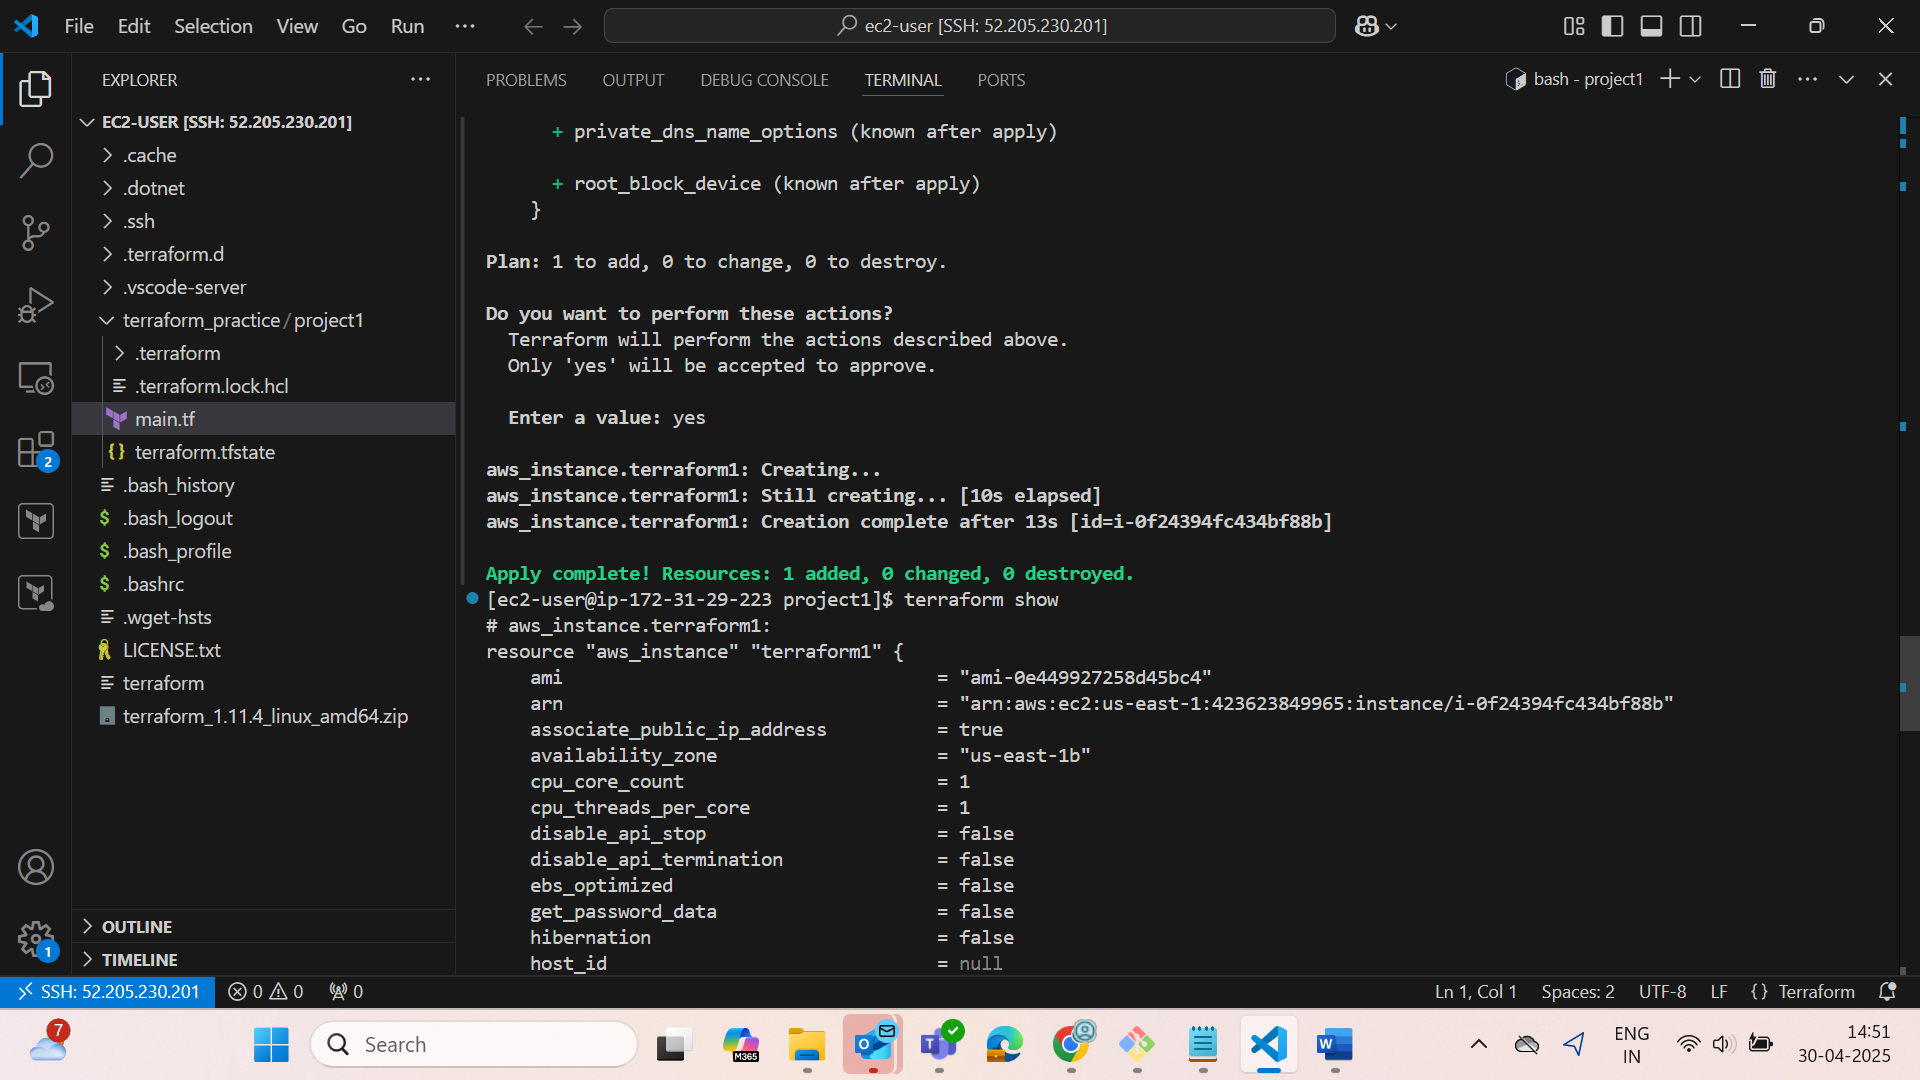 File Edit Selection View Go Run ···
ec2-user [SSH: 52.205.230.201]
EXPLORER ···
EC2-USER [SSH: 52.205.230.201]
.cache
.dotnet
.ssh
.terraform.d
.vscode-server
terraform_practice/project1
.terraform
.terraform.lock.hcl
main.tf
terraform.tfstate
.bash_history
.bash_logout
.bash_profile
.bashrc
.wget-hsts
LICENSE.txt
terraform
terraform_1.11.4_linux_amd64.zip
OUTLINE
TIMELINE
2
1
PROBLEMS OUTPUT DEBUG CONSOLE TERMINAL PORTS
bash - project1
+ private_dns_name_options (known after apply)
+ root_block_device (known after apply)
}
Plan: 1 to add, 0 to change, 0 to destroy.
Do you want to perform these actions?
Terraform will perform the actions described above.
Only 'yes' will be accepted to approve.
Enter a value: yes
aws_instance.terraform1: Creating...
aws_instance.terraform1: Still creating... [10s elapsed]
aws_instance.terraform1: Creation complete after 13s [id=i-0f24394fc434bf88b]
Apply complete! Resources: 1 added, 0 changed, 0 destroyed.
[ec2-user@ip-172-31-29-223 project1]$ terraform show
# aws_instance.terraform1:
resource "aws_instance" "terraform1" {
ami = "ami-0e449927258d45bc4"
arn = "arn:aws:ec2:us-east-1:423623849965:instance/i-0f24394fc434bf88b"
associate_public_ip_address = true
availability_zone = "us-east-1b"
cpu_core_count = 1
cpu_threads_per_core = 1
disable_api_stop = false
disable_api_termination = false
ebs_optimized = false
get_password_data = false
hibernation = false
host_id = null
SSH: 52.205.230.201 0 0 0
Ln 1, Col 1 Spaces: 2 UTF-8 LF {} Terraform
7
Search
M365
ENG
IN
14:51
30-04-2025